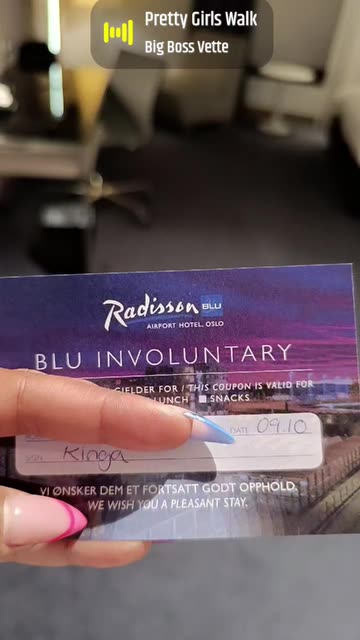 Pretty Girls Walk
Big Boss Vette
Radisson BLU
AIRPORT HOTEL, OSLO
BLU INVOLUNTARY
GJELDER FOR / THIS COUPON IS VALID FOR
LUNCH SNACKS
DATE 09.10
Kinga
VI ØNSKER DEM ET FORTSATT GODT OPPHOLD.
WE WISH YOU A PLEASANT STAY.